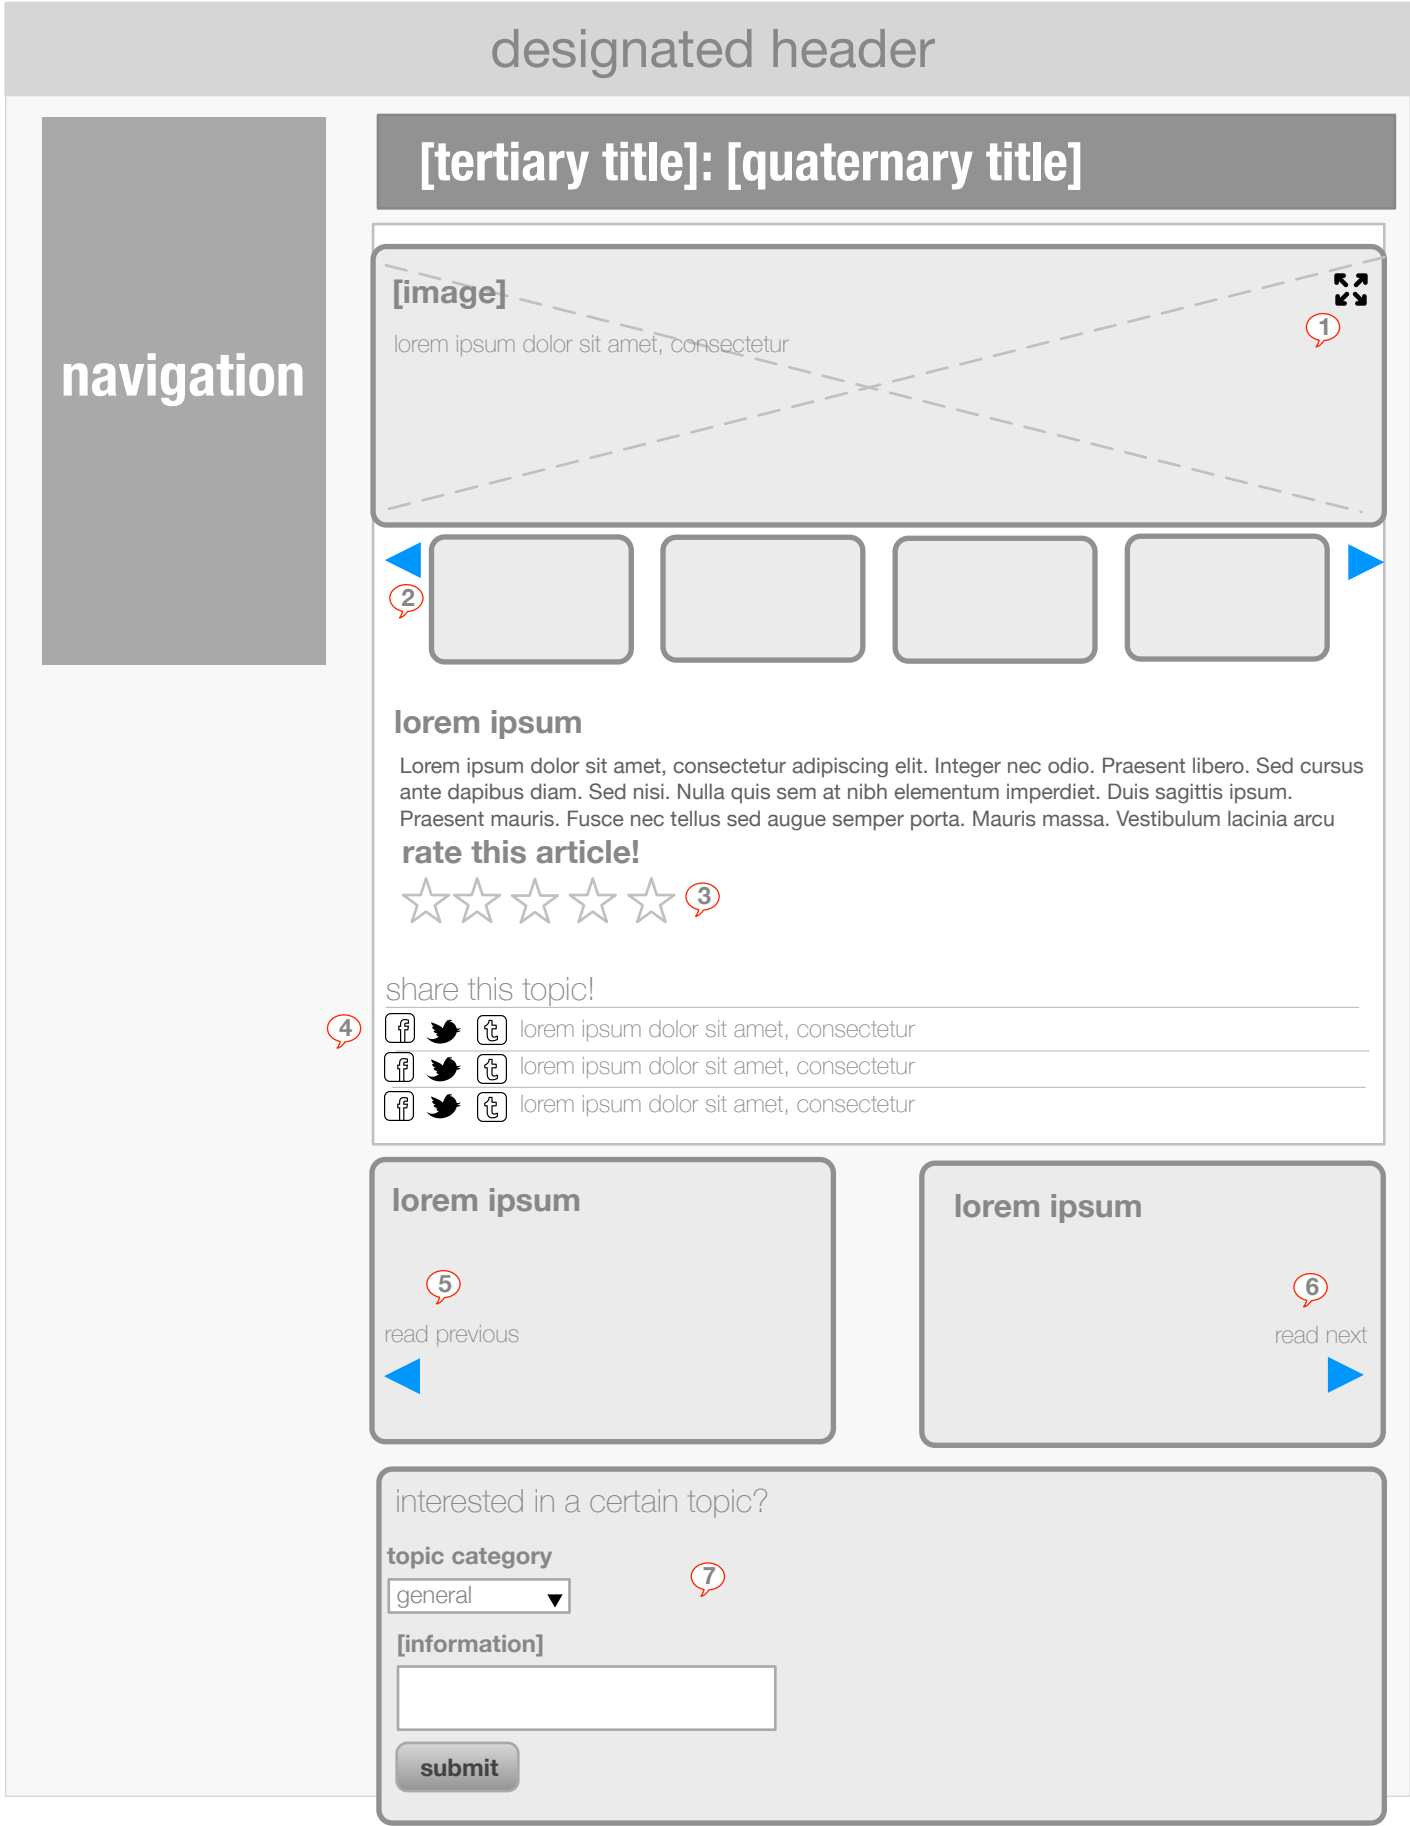 designated header
navigation
[tertiary title]: [quaternary title]
[image]
1
lorem ipsum dolor sit amet, consectetur
2
lorem ipsum
Lorem ipsum dolor sit amet, consectetur adipiscing elit. Integer nec odio. Praesent libero. Sed cursus
ante dapibus diam. Sed nisi. Nulla quis sem at nibh elementum imperdiet. Duis sagittis ipsum.
Praesent mauris. Fusce nec tellus sed augue semper porta. Mauris massa. Vestibulum lacinia arcu
rate this article!
3
share this topic!
4
f t lorem ipsum dolor sit amet, consectetur
f t lorem ipsum dolor sit amet, consectetur
f t lorem ipsum dolor sit amet, consectetur
lorem ipsum
5
read previous
lorem ipsum
6
read next
interested in a certain topic?
topic category
7
general
[information]
submit